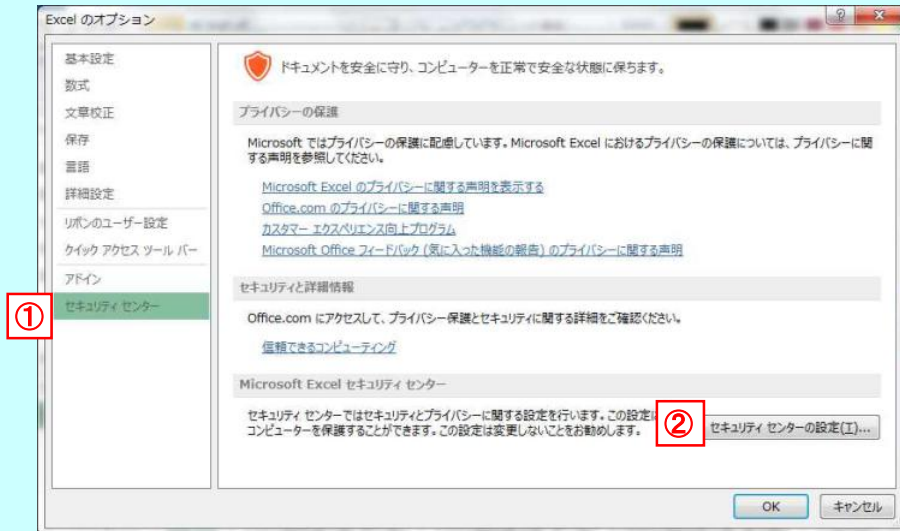 Excel のオプション
基本設定
数式
文章校正
保存
言語
詳細設定
リボンのユーザー設定
クイック アクセス ツール バー
アドイン
① セキュリティ センター
ドキュメントを安全に守り、コンピューターを正常で安全な状態に保ちます。
プライバシーの保護
Microsoft ではプライバシーの保護に配慮しています。Microsoft Excel におけるプライバシーの保護については、プライバシーに関
する声明を参照してください。
Microsoft Excel のプライバシーに関する声明を表示する
Office.com のプライバシーに関する声明
カスタマー エクスペリエンス向上プログラム
Microsoft Office フィードバック (気に入った機能の報告) のプライバシーに関する声明
セキュリティと詳細情報
Office.com にアクセスして、プライバシー保護とセキュリティに関する詳細をご確認ください。
信頼できるコンピューティング
Microsoft Excel セキュリティ センター
セキュリティ センターではセキュリティとプライバシーに関する設定を行います。この設定に
コンピューターを保護することができます。この設定は変更しないことをお勧めします。
② セキュリティ センターの設定(T)...
OK
キャンセル